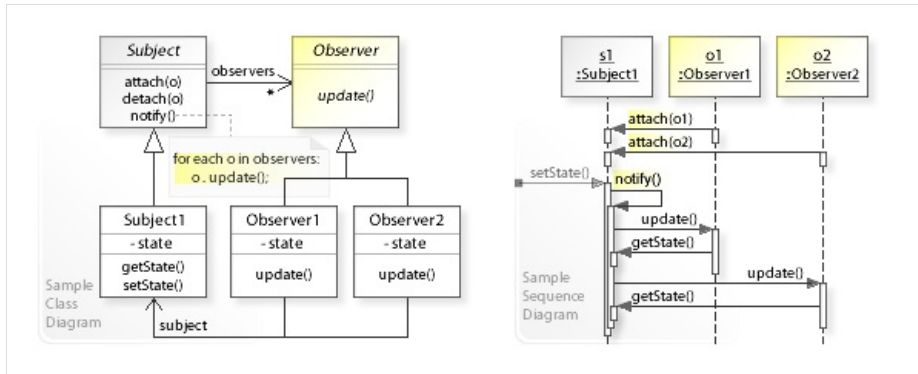 Subject
attach(o)
detach(o)
notify()
observers
*
Observer
update()
for each o in observers:
o . update();
Subject1
- state
getState()
setState()
Observer1
- state
update()
Observer2
- state
update()
subject
Sample
Class
Diagram
s1
:Subject1
o1
:Observer1
o2
:Observer2
attach(o1)
attach(o2)
setState()
notify()
update()
getState()
update()
getState()
Sample
Sequence
Diagram